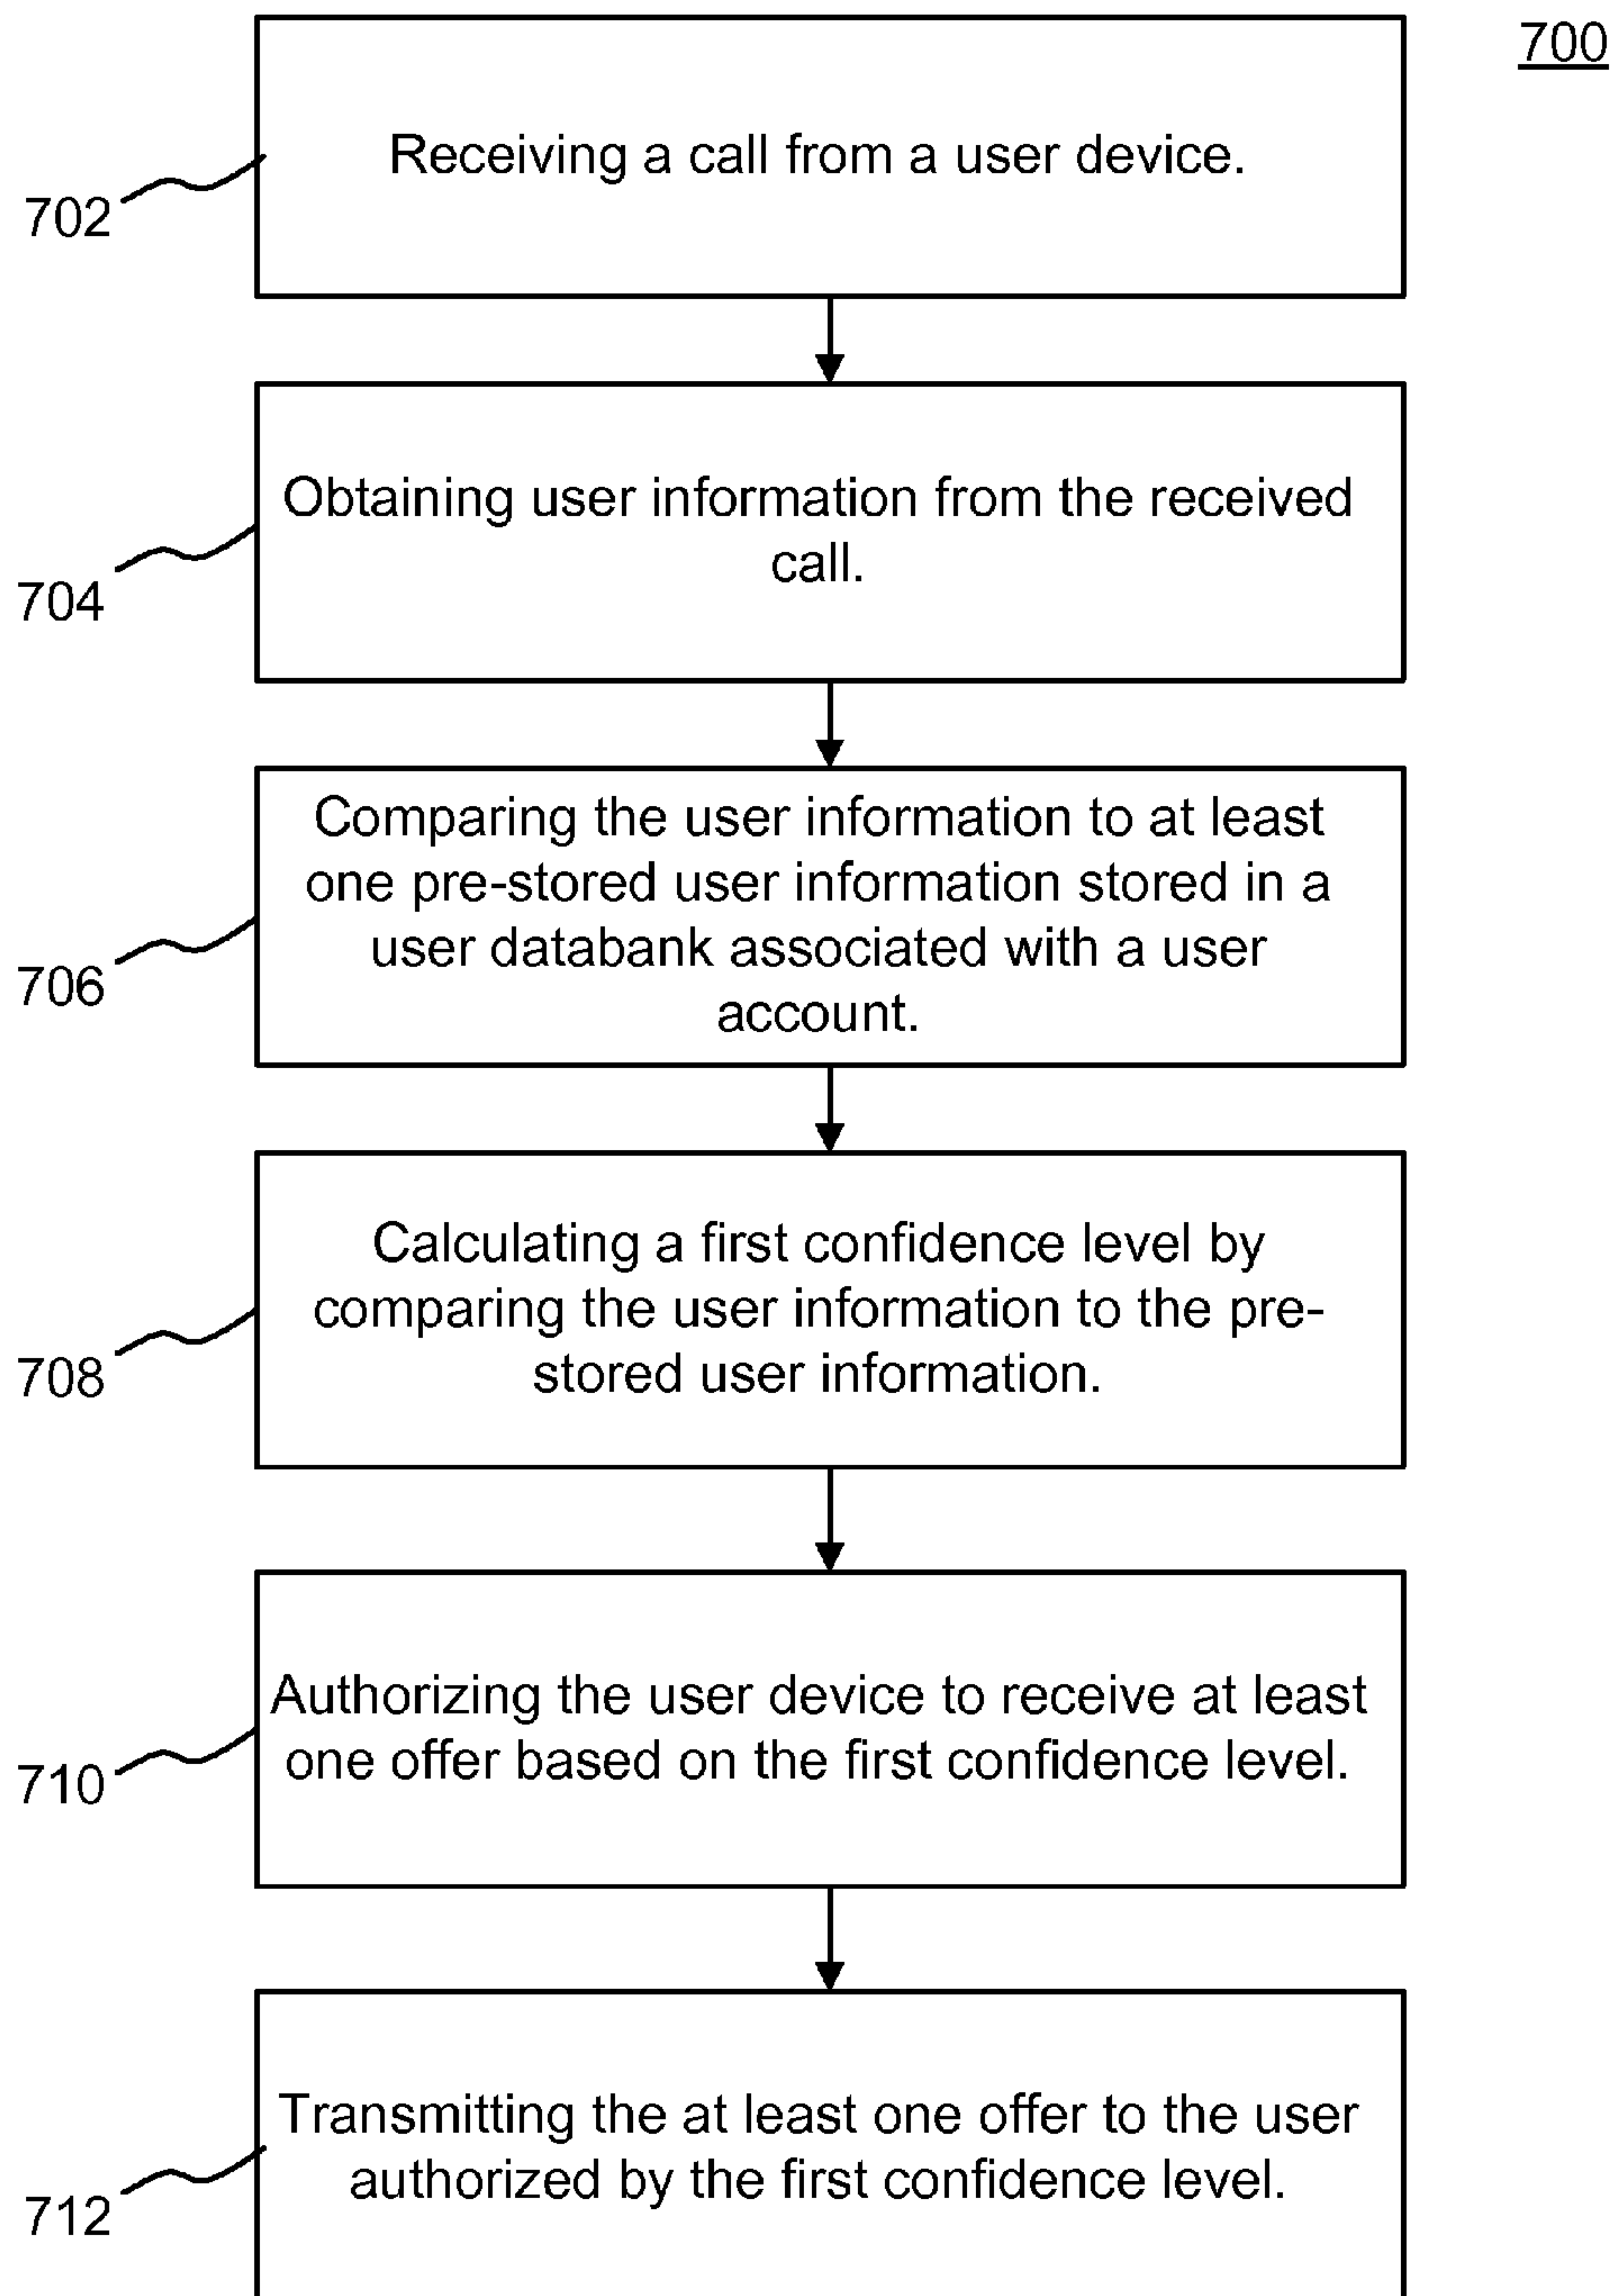 700
Receiving a call from a user device.
702
Obtaining user information from the received
call.
704
Comparing the user information to at least
one pre-stored user information stored in a
user databank associated with a user
account.
706
Calculating a first confidence level by
comparing the user information to the pre-
stored user information.
708
Authorizing the user device to receive at least
one offer based on the first confidence level.
710
Transmitting the at least one offer to the user
authorized by the first confidence level.
712